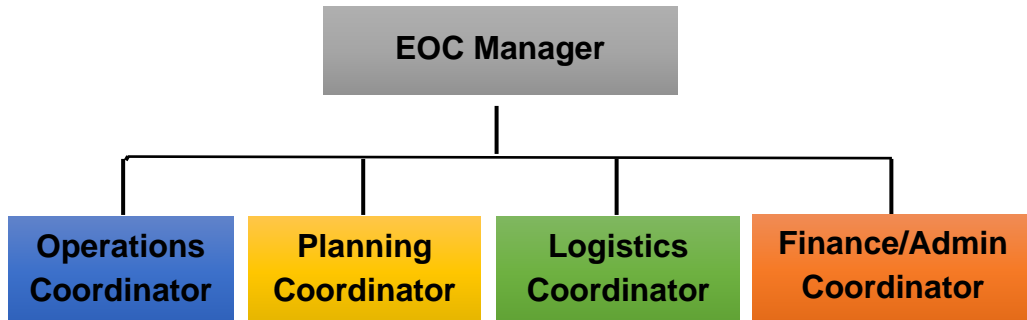 EOC Manager
Operations
Coordinator
Planning
Coordinator
Logistics
Coordinator
Finance/Admin
Coordinator